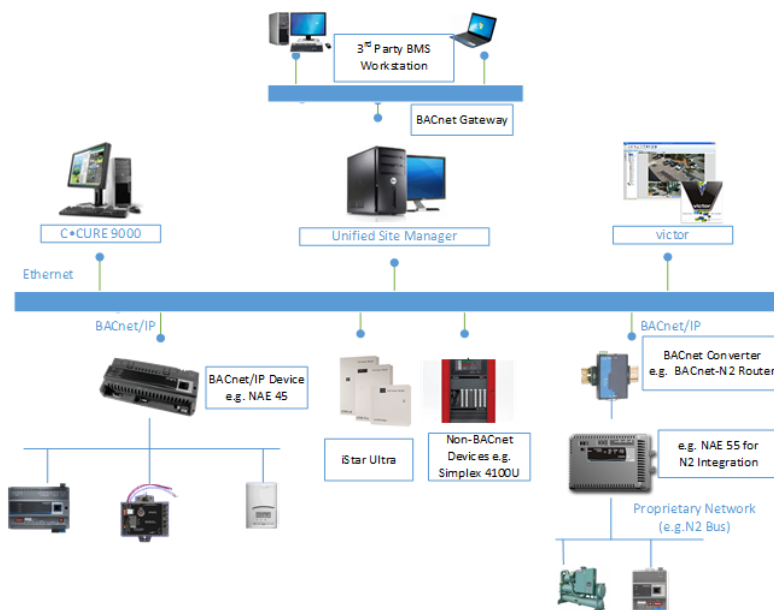 3rd Party BMS
Workstation
BACnet Gateway
C•CURE 9000
Unified Site Manager
victor
Ethernet
BACnet/IP
BACnet/IP
BACnet/IP Device
e.g. NAE 45
iStar Ultra
Non-BACnet
Devices e.g.
Simplex 4100U
BACnet Converter
e.g. BACnet-N2 Router
e.g. NAE 55 for
N2 Integration
Proprietary Network
(e.g.N2 Bus)